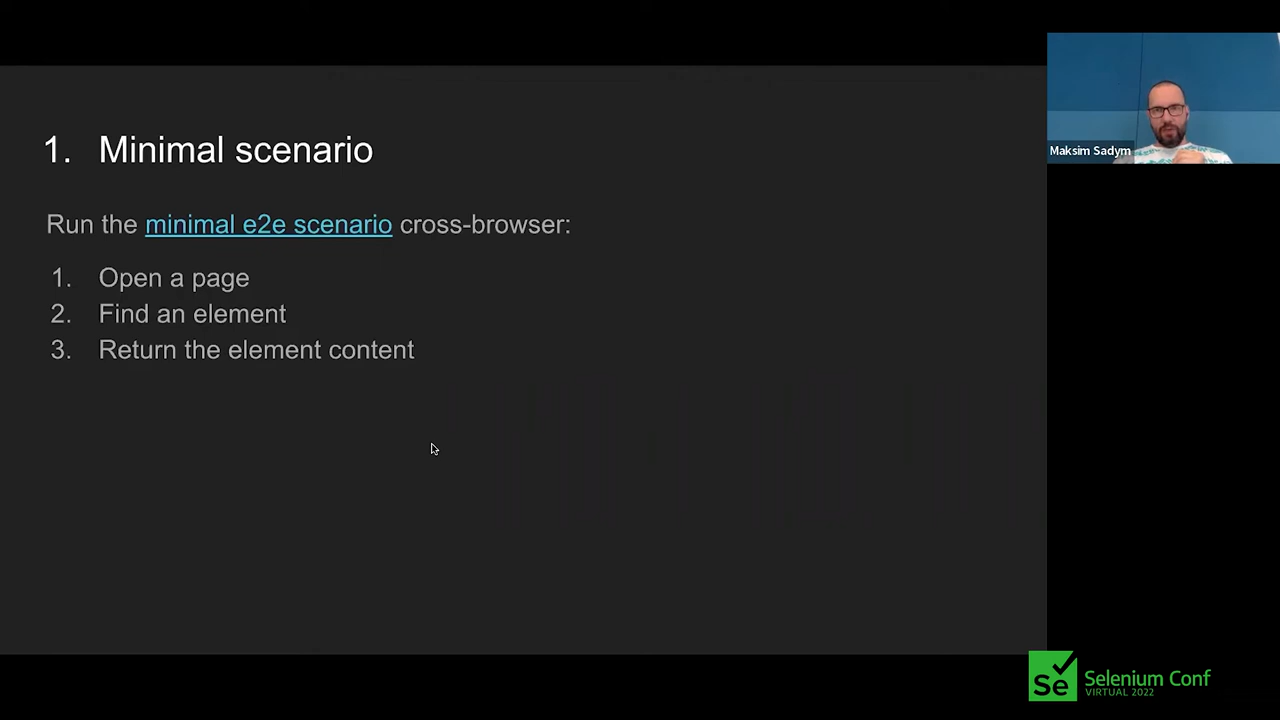 1. Minimal scenario
Run the minimal e2e scenario cross-browser:
1. Open a page
2. Find an element
3. Return the element content
Maksim Sadym
Se
Selenium Conf
VIRTUAL 2022